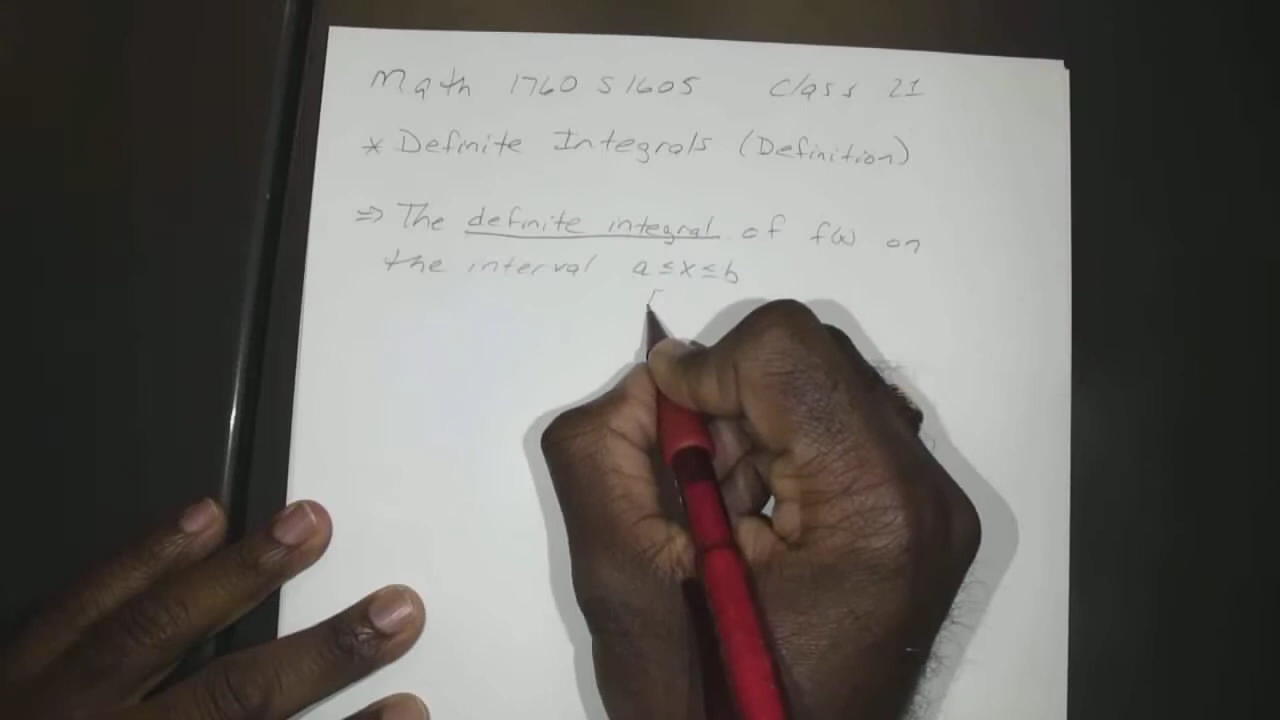 Math 1760 S1605 Class 21
* Definite Integrals (Definition)
⇒ The definite integral of f(x) on
the interval a ≤ x ≤ b